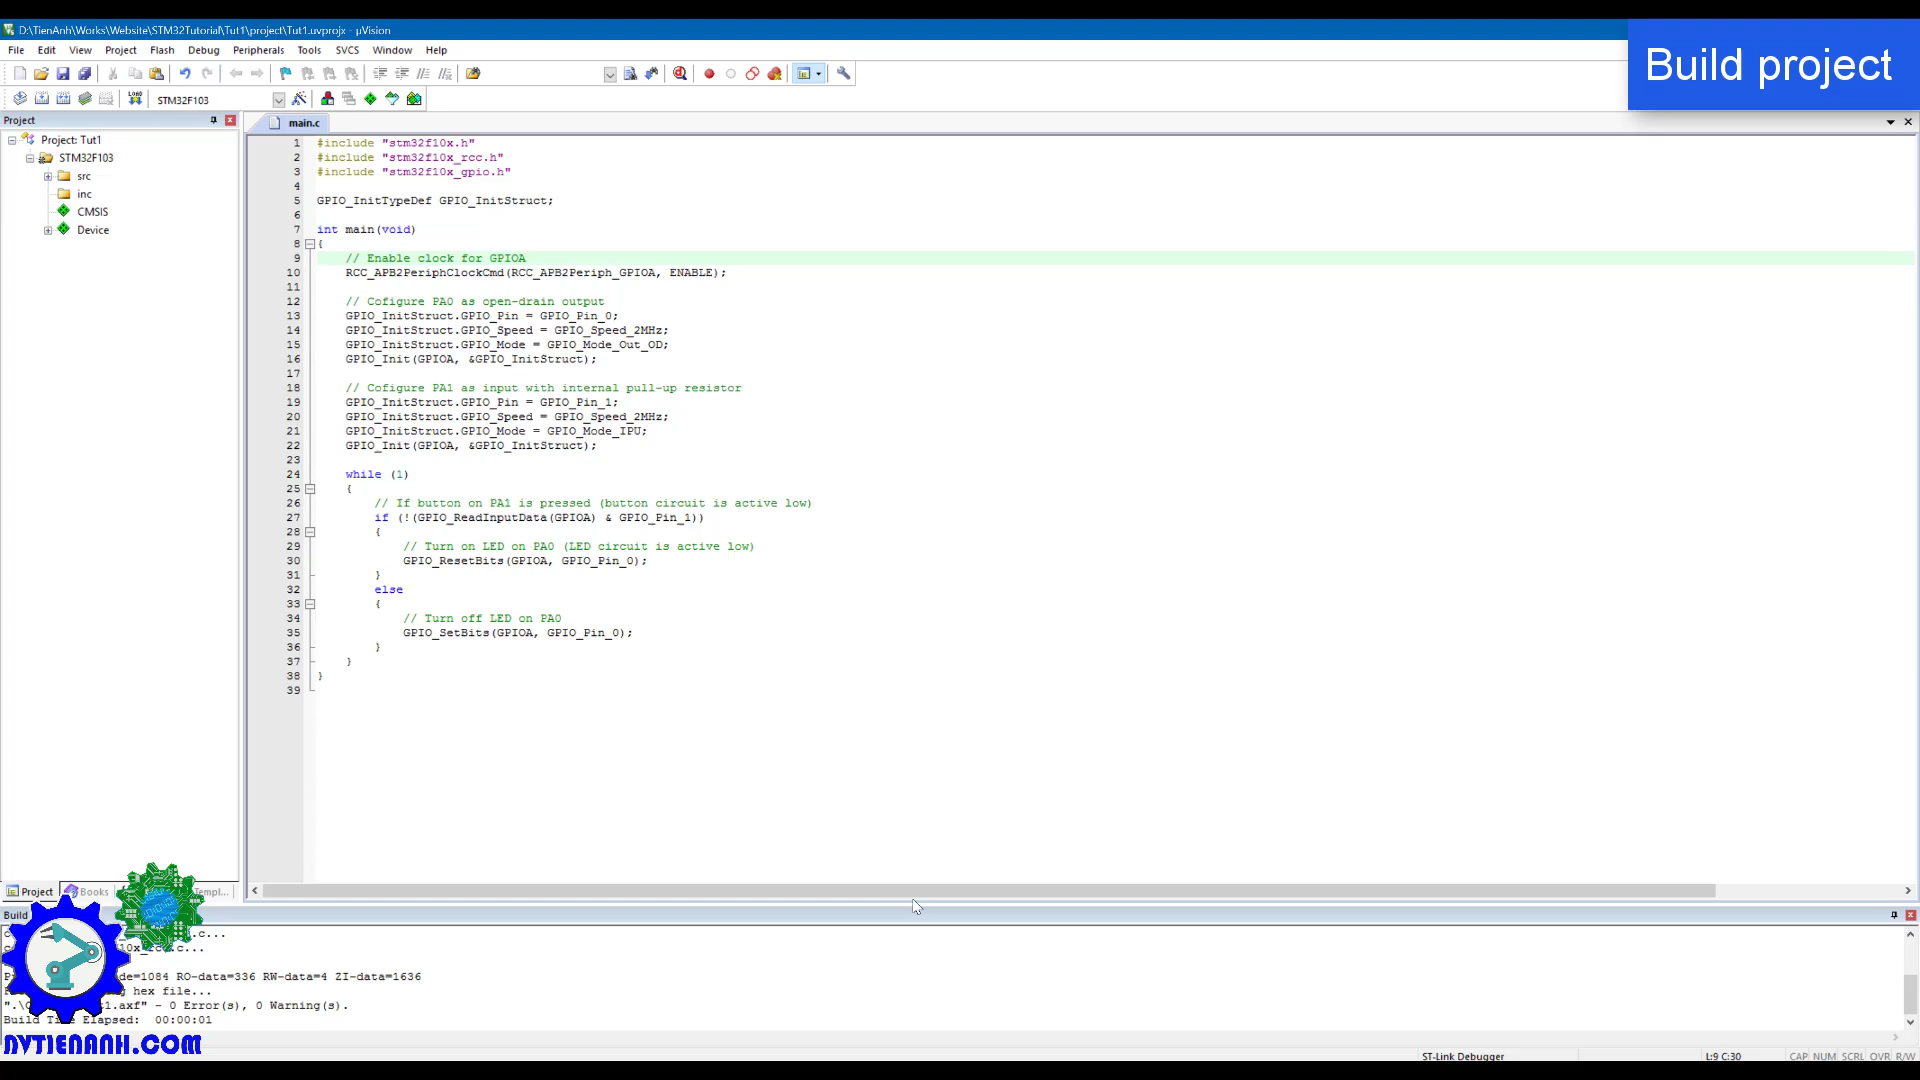 D:\TienAnh\Works\Website\STM32Tutorial\Tut1\project\Tut1.uvprojx - µVision
Build project
File Edit View Project Flash Debug Peripherals Tools SVCS Window Help
LOAD STM32F103
Project
main.c
Project: Tut1
STM32F103
src
inc
CMSIS
Device
1 #include "stm32f10x.h"
2 #include "stm32f10x_rcc.h"
3 #include "stm32f10x_gpio.h"
4
5 GPIO_InitTypeDef GPIO_InitStruct;
6
7 int main(void)
8 {
9 // Enable clock for GPIOA
10 RCC_APB2PeriphClockCmd(RCC_APB2Periph_GPIOA, ENABLE);
11
12 // Cofigure PA0 as open-drain output
13 GPIO_InitStruct.GPIO_Pin = GPIO_Pin_0;
14 GPIO_InitStruct.GPIO_Speed = GPIO_Speed_2MHz;
15 GPIO_InitStruct.GPIO_Mode = GPIO_Mode_Out_OD;
16 GPIO_Init(GPIOA, &GPIO_InitStruct);
17
18 // Cofigure PA1 as input with internal pull-up resistor
19 GPIO_InitStruct.GPIO_Pin = GPIO_Pin_1;
20 GPIO_InitStruct.GPIO_Speed = GPIO_Speed_2MHz;
21 GPIO_InitStruct.GPIO_Mode = GPIO_Mode_IPU;
22 GPIO_Init(GPIOA, &GPIO_InitStruct);
23
24 while (1)
25 {
26 // If button on PA1 is pressed (button circuit is active low)
27 if (!(GPIO_ReadInputData(GPIOA) & GPIO_Pin_1))
28 {
29 // Turn on LED on PA0 (LED circuit is active low)
30 GPIO_ResetBits(GPIOA, GPIO_Pin_0);
31 }
32 else
33 {
34 // Turn off LED on PA0
35 GPIO_SetBits(GPIOA, GPIO_Pin_0);
36 }
37 }
38 }
39
Project Books Templ...
Build
.c...
c...
de=1084 RO-data=336 RW-data=4 ZI-data=1636
hex file...
1.axf" - 0 Error(s), 0 Warning(s).
Build Time Elapsed: 00:00:01
NVTIENANH.COM
ST-Link Debugger L:9 C:30 CAP NUM SCRL OVR R/W